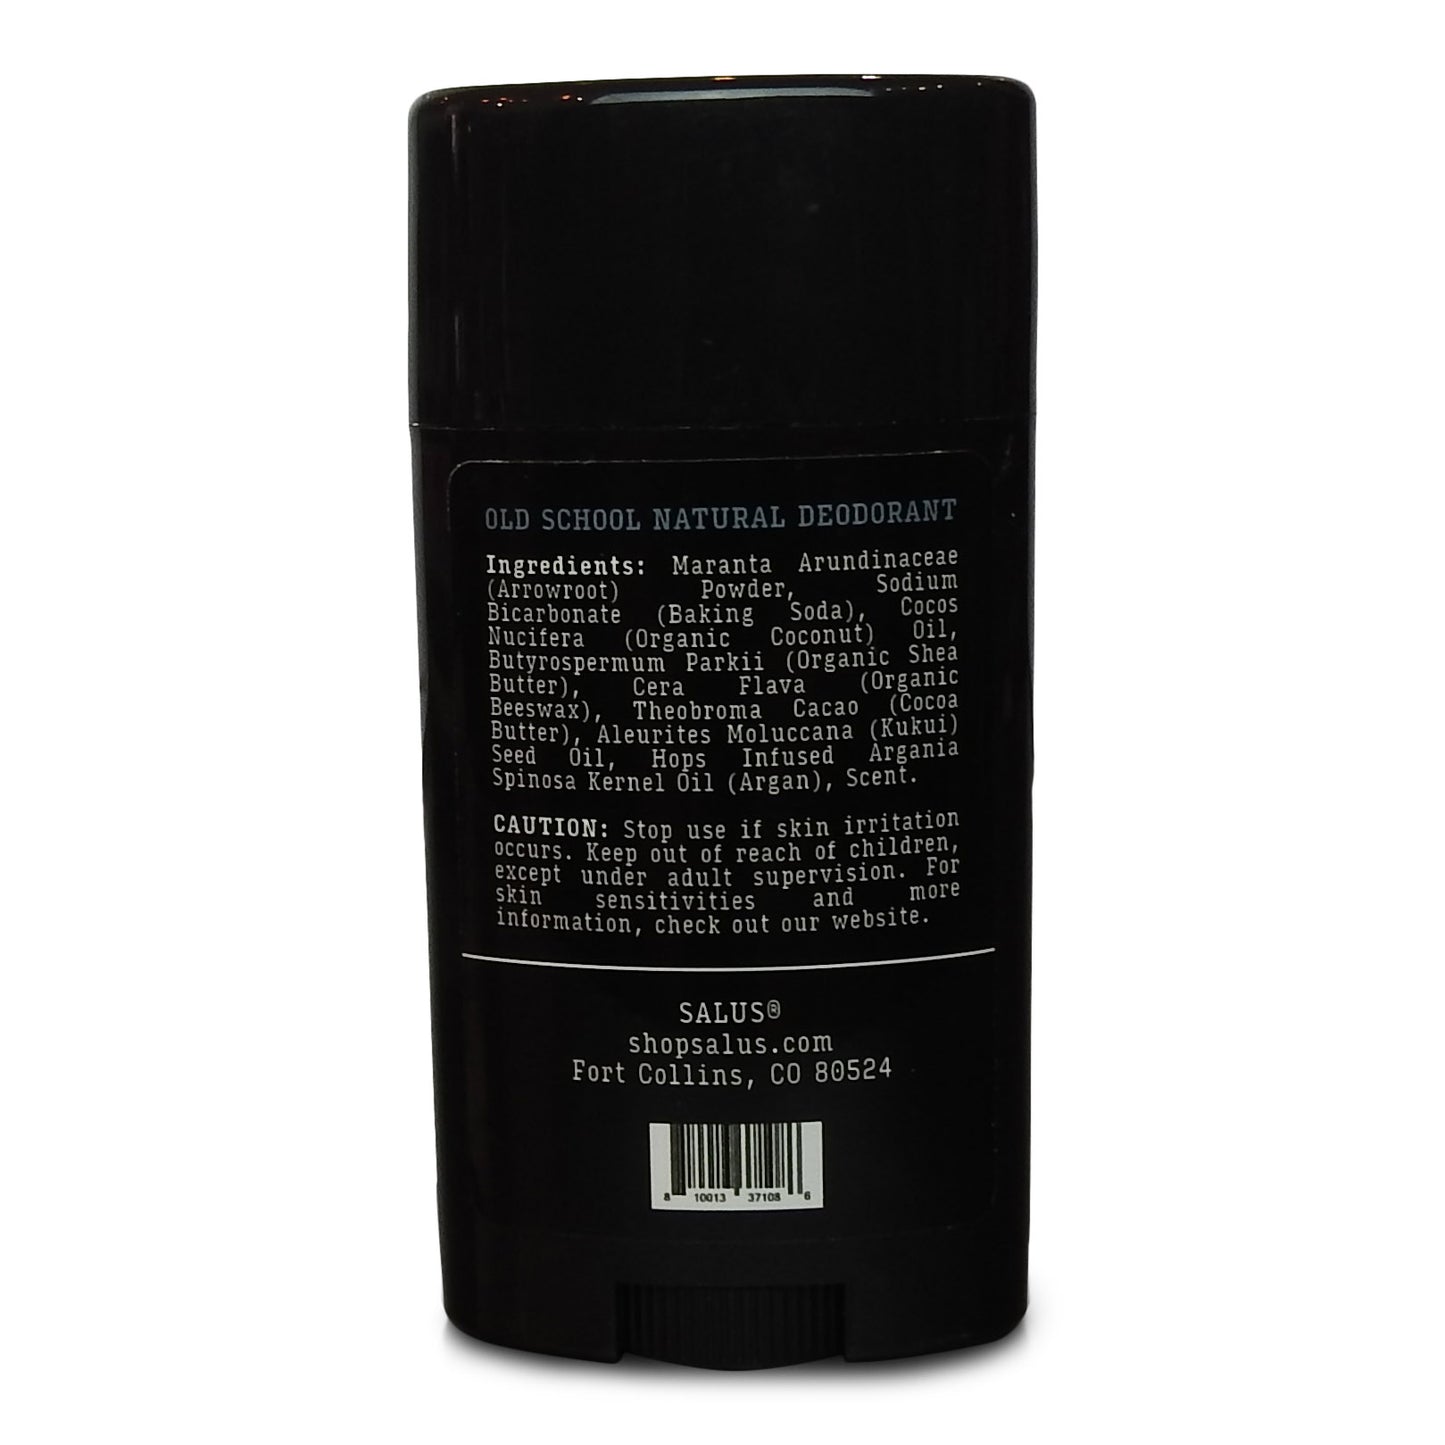 OLD SCHOOL NATURAL DEODORANT
Ingredients: Maranta Arundinaceae
(Arrowroot) Powder, Sodium
Bicarbonate (Baking Soda), Cocos
Nucifera (Organic Coconut) Oil,
Butyrospermum Parkii (Organic Shea
Butter), Cera Flava (Organic
Beeswax), Theobroma Cacao (Cocoa
Butter), Aleurites Moluccana (Kukui)
Seed Oil, Hops Infused Argania
Spinosa Kernel Oil (Argan), Scent.
CAUTION: Stop use if skin irritation
occurs. Keep out of reach of children,
except under adult supervision. For
skin sensitivities and more
information, check out our website.
SALUS®
shopsalus.com
Fort Collins, CO 80524
8 10013 37108 6